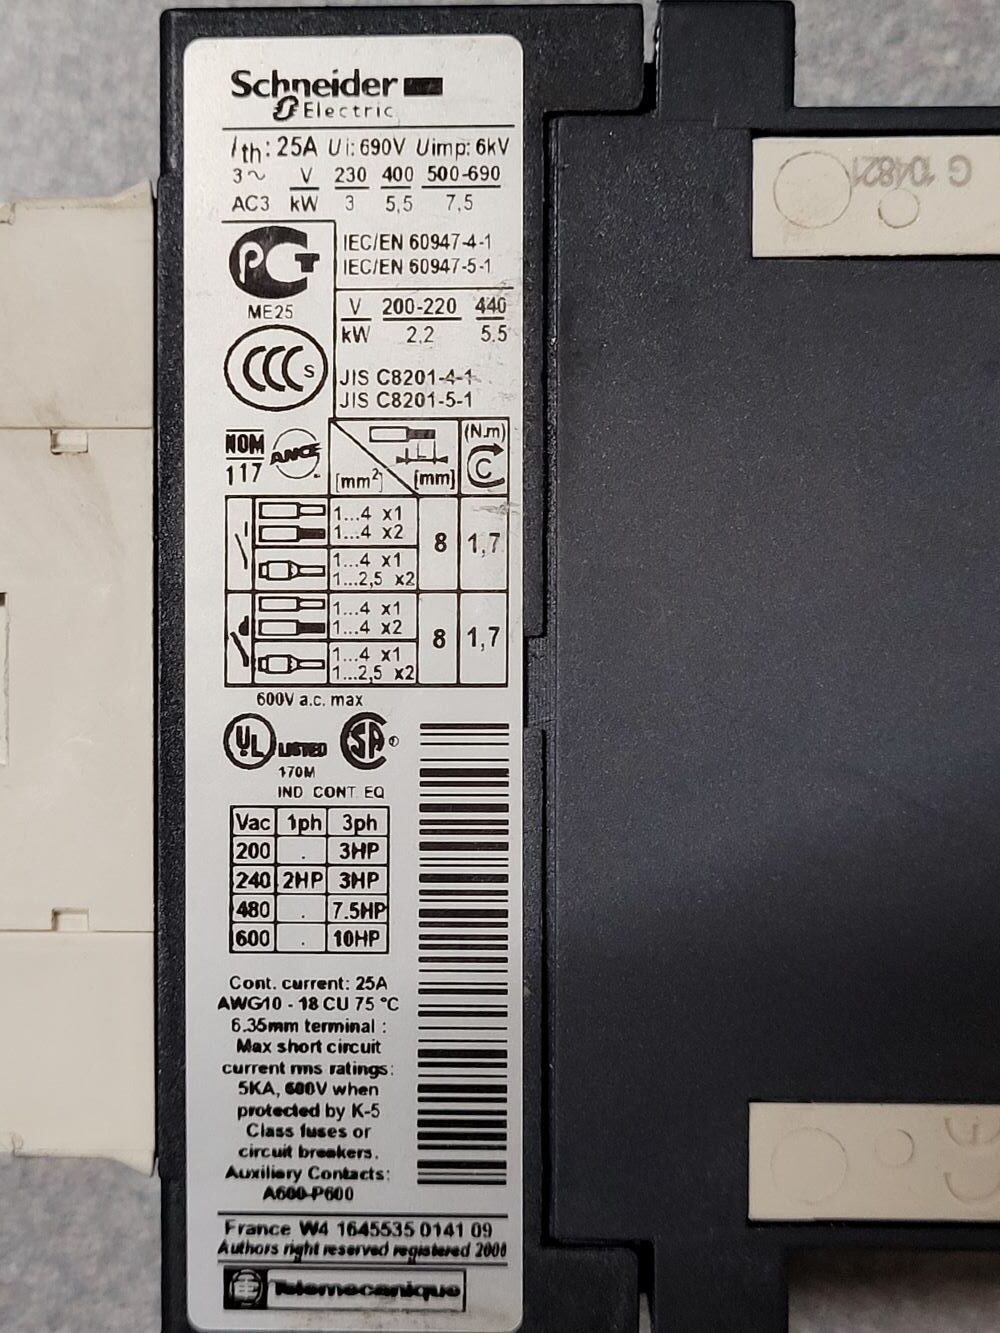 Schneider
Electric
Ith: 25A Ui: 690V Uimp: 6kV
3~ V 230 400 500-690
AC3 kW 3 5,5 7,5
PCT
ME25
IEC/EN 60947-4-1
IEC/EN 60947-5-1
V 200-220 440
kW 2,2 5.5
CCC S
JIS C8201-4-1
JIS C8201-5-1
NOM
117
ANCE
[mm²] L [mm] (N.m) C
1...4 x1
1...4 x2
1...4 x1
1...2,5 x2
8 1,7
1...4 x1
1...4 x2
1...4 x1
1...2,5 x2
8 1,7
600V a.c. max
UL LISTED SA
170M
IND CONT EQ
Vac 1ph 3ph
200 . 3HP
240 2HP 3HP
480 . 7.5HP
600 . 10HP
Cont. current: 25A
AWG10 - 18 CU 75 °C
6.35mm terminal :
Max short circuit
current rms ratings:
5KA, 600V when
protected by K-5
Class fuses or
circuit breakers.
Auxiliary Contacts:
A600-P600
France W4 1645535 0141 09
Authors right reserved registered 2006
Telemecanique
G 104821
CE